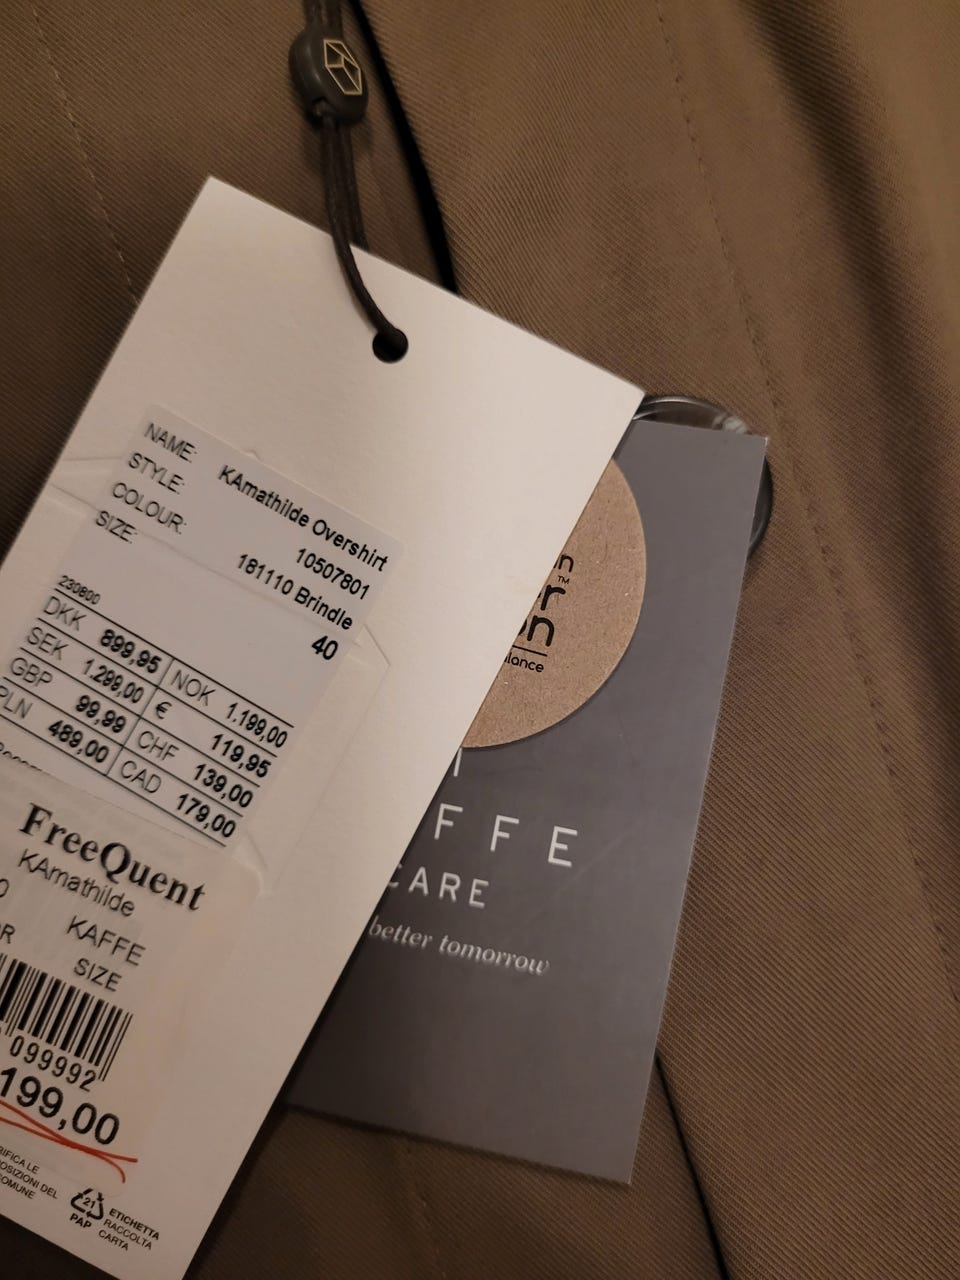 NAME: KAmathilde Overshirt
STYLE: 10507801
COLOUR: 181110 Brindle
SIZE: 40
230800
DKK 899,95 NOK 1.199,00
SEK 1.299,00 € 119,95
GBP 99,99 CHF 139,00
PLN 489,00 CAD 179,00
FreeQuent
KAmathilde
KAFFE
SIZE
099992
199,00
COMUNE
21
PAP
ETICHETTA
RACCOLTA
CARTA
™
FFE
CARE
better tomorrow